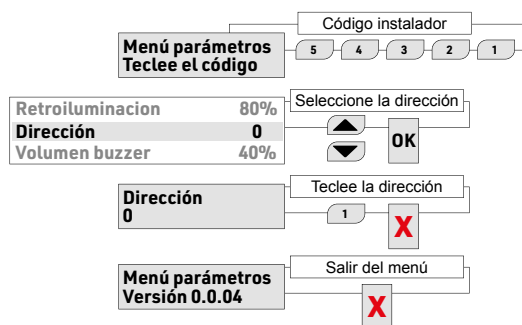 Código instalador
Menú parámetros
Teclee el código
5 4 3 2 1
Seleccione la dirección
Retroiluminacion 80%
Dirección 0
Volumen buzzer 40%
OK
Teclee la dirección
Dirección
0
1
X
Salir del menú
Menú parámetros
Versión 0.0.04
X